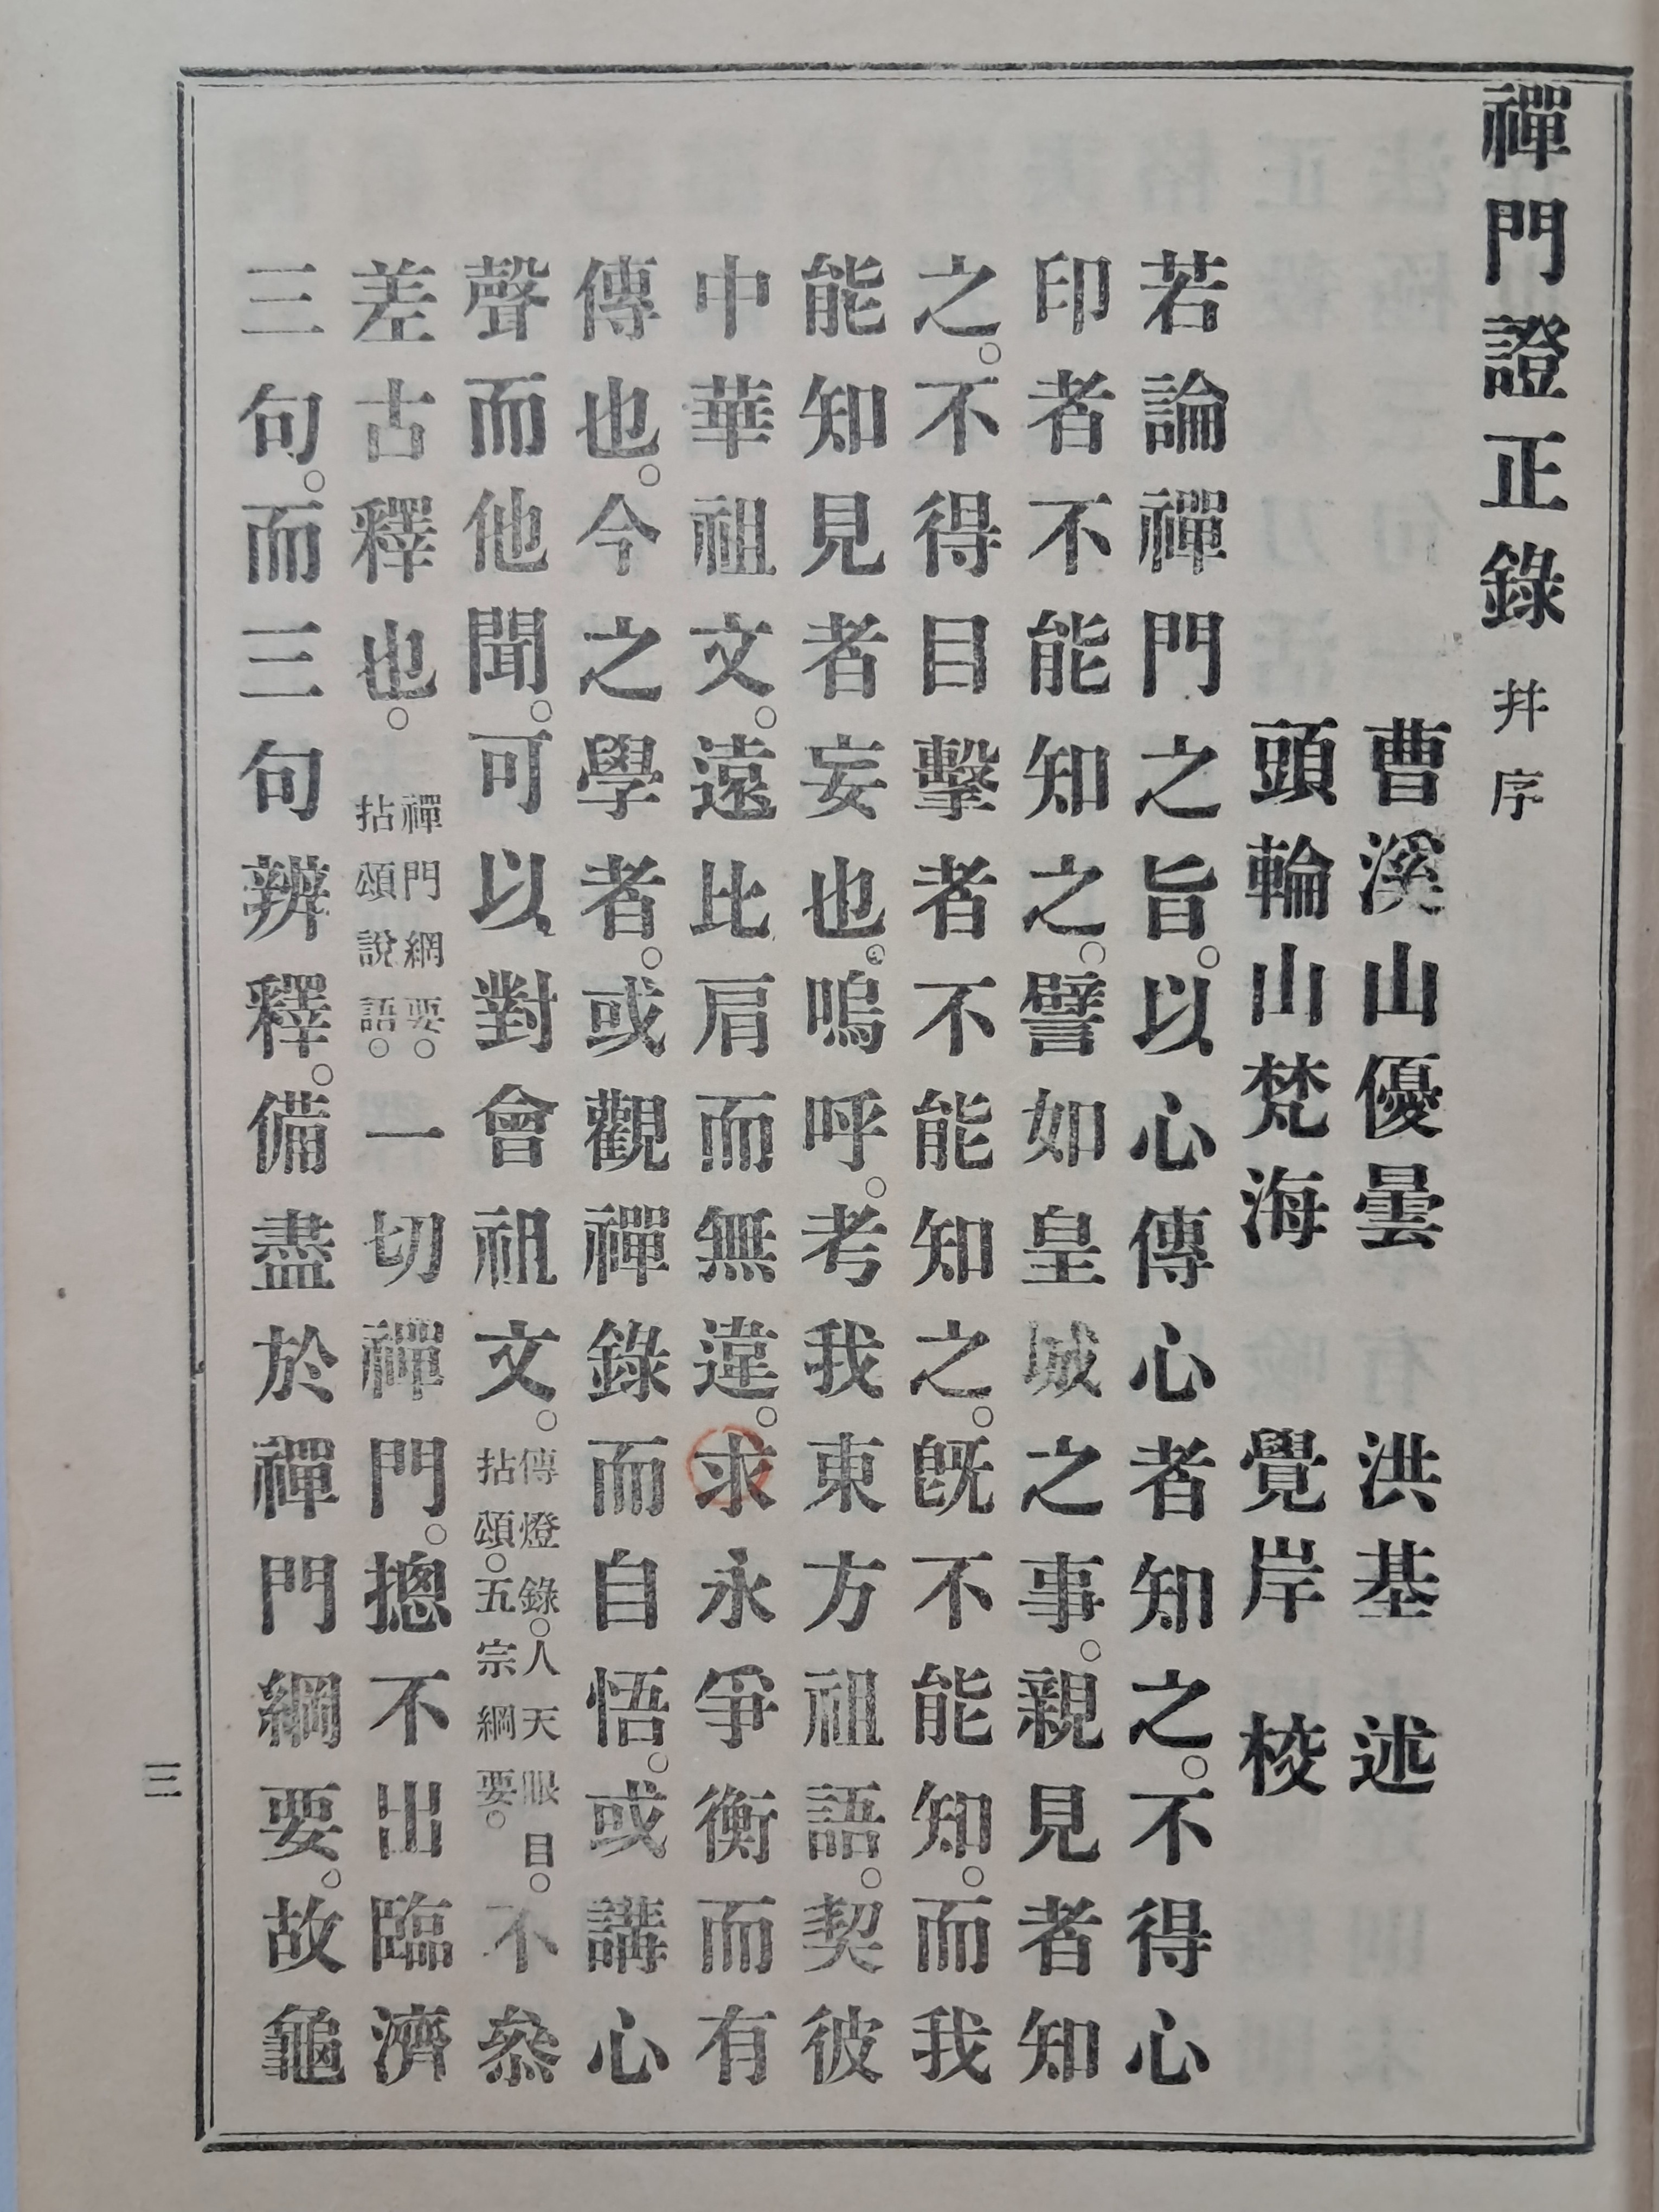 禪門證正錄 幷序
曹溪山優曇 洪基 述
頭輪山梵海 覺岸 校
若論禪門之旨。以心傳心者知之。不得心
印者不能知之。譬如皇城之事。親見者知
之。不得目擊者不能知之。旣不能知。而我
能知見者妄也。嗚呼。考我東方祖語。契彼
中華祖文。遠比肩而無違。求永爭衡而有
傳也。今之學者。或觀禪錄而自悟。或講心
聲而他聞。可以對會祖文。傳燈錄。人天眼目。拈頌。五宗綱要。不叅
差古釋也。禪門網要。拈頌說語。一切禪門。摠不出臨濟
三句。而三句辨釋。備盡於禪門綱要。故龜
三